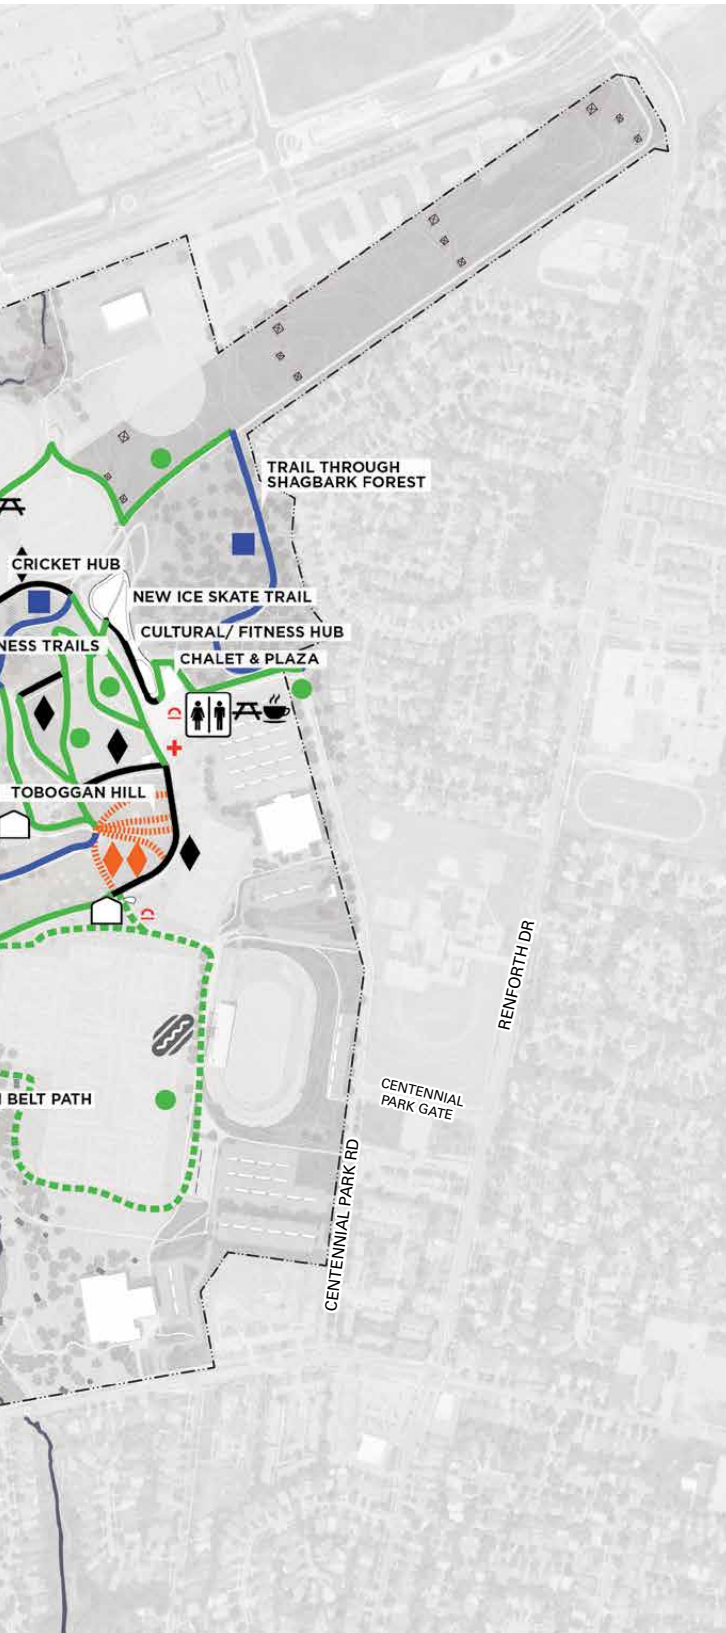 TRAIL THROUGH
SHAGBARK FOREST
CRICKET HUB
NEW ICE SKATE TRAIL
CULTURAL/ FITNESS HUB
NESS TRAILS
CHALET & PLAZA
TOBOGGAN HILL
RENFORTH DR
CENTENNIAL
PARK GATE
BELT PATH
CENTENNIAL PARK RD